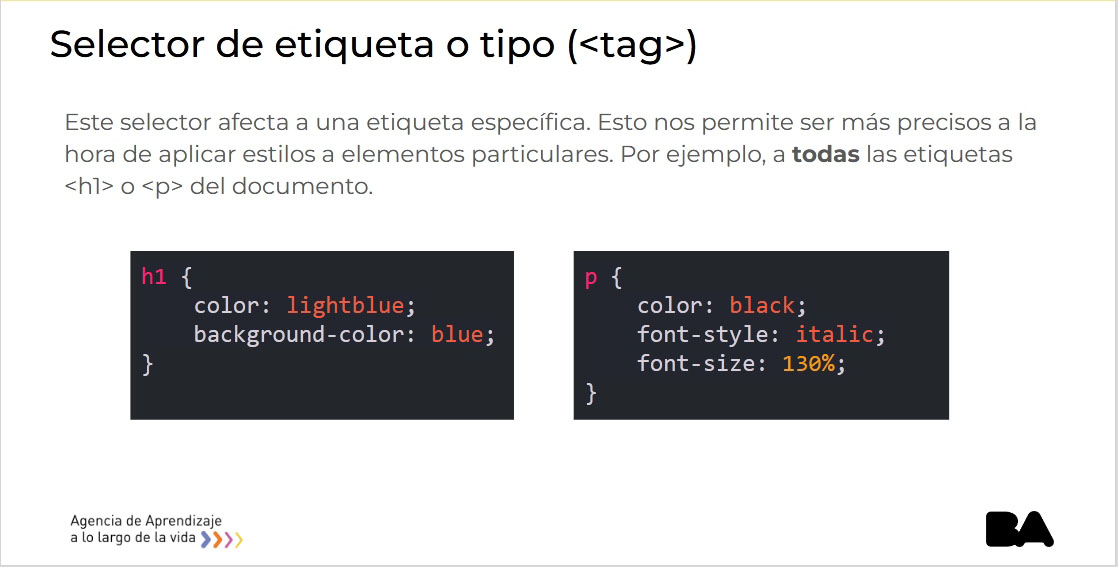 Selector de etiqueta o tipo (<tag>)
Este selector afecta a una etiqueta específica. Esto nos permite ser más precisos a la
hora de aplicar estilos a elementos particulares. Por ejemplo, a todas las etiquetas
<h1> o <p> del documento.
h1 {
    color: lightblue;
    background-color: blue;
}
p {
    color: black;
    font-style: italic;
    font-size: 130%;
}
Agencia de Aprendizaje
a lo largo de la vida
BA